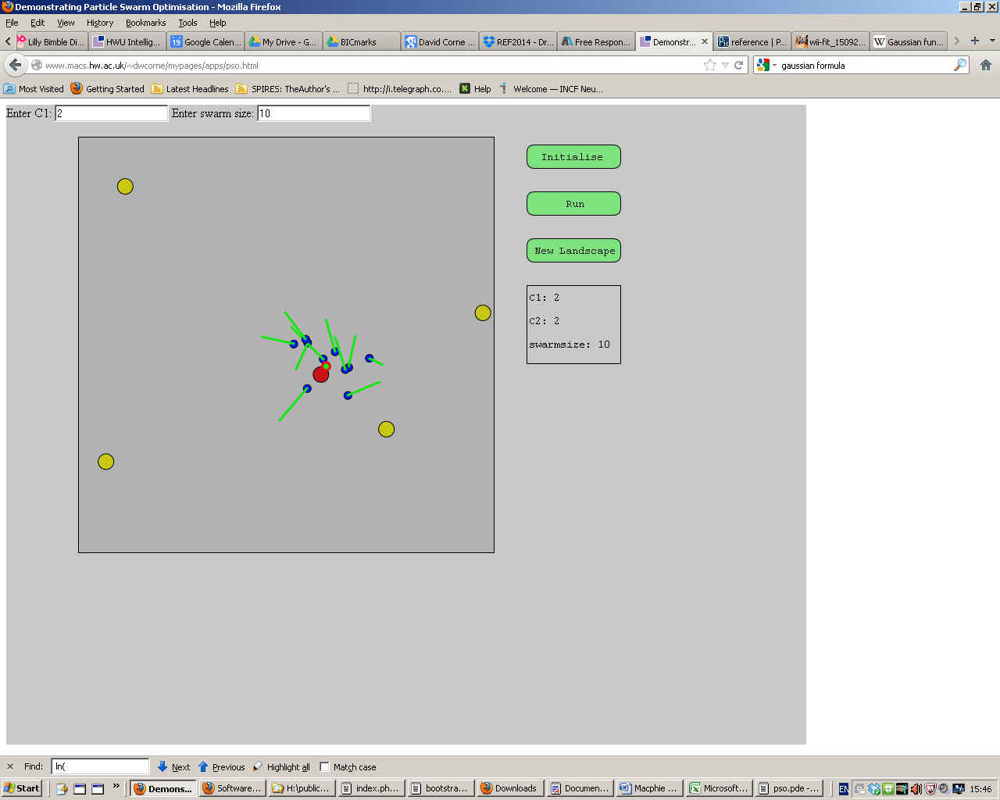 Demonstrating Particle Swarm Optimisation - Mozilla Firefox
File Edit View History Bookmarks Tools Help
Lilly Bimble Di... HWU Intellig... 19 Google Calen... My Drive - G... BICmarks David Corne ... REF2014 - Dr... Free Respon... Demonstr... reference | P... wii-fit_15092... Gaussian fun...
www.macs.hw.ac.uk/~dwcorne/mypages/apps/pso.html gaussian formula
Most Visited Getting Started Latest Headlines SPIRES: TheAuthor's ... http://i.telegraph.co.... Help Welcome — INCF Neu...
Enter C1: 2 Enter swarm size: 10
Initialise
Run
New Landscape
C1: 2
C2: 2
swarmsize: 10
Find: ln( Next Previous Highlight all Match case
Start » Demons... Software... H:\public... index.ph... bootstra... Downloads Documen... Macphie ... Microsoft... pso.pde -... EN 15:46